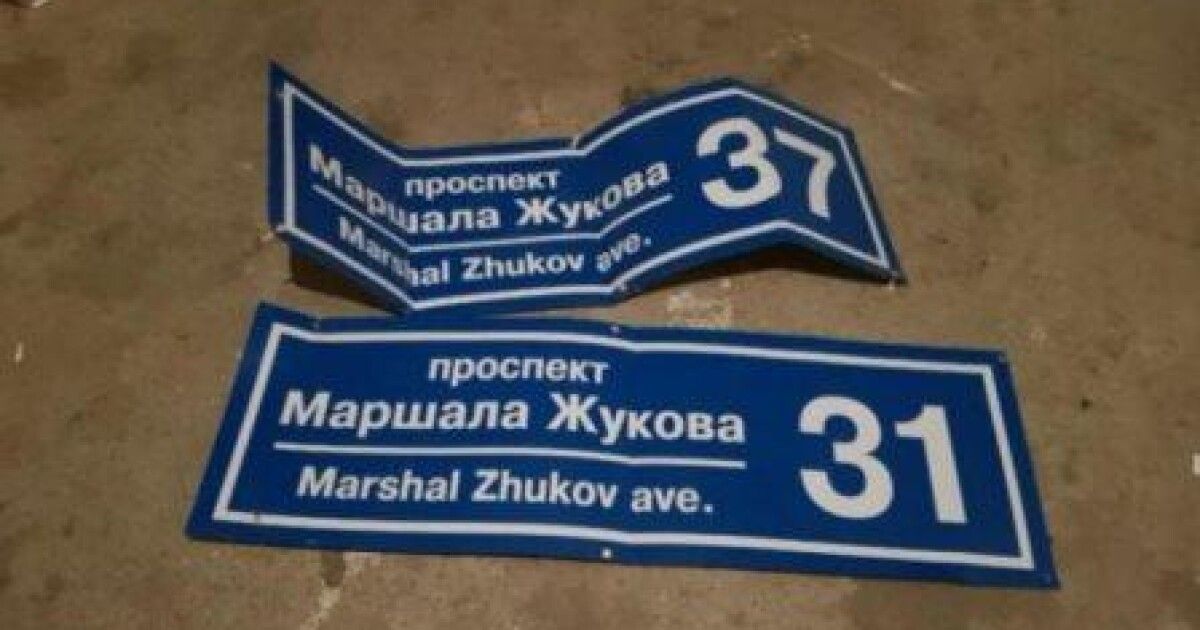 проспект
Маршала Жукова
Marshal Zhukov ave.
37
проспект
Маршала Жукова
Marshal Zhukov ave.
31